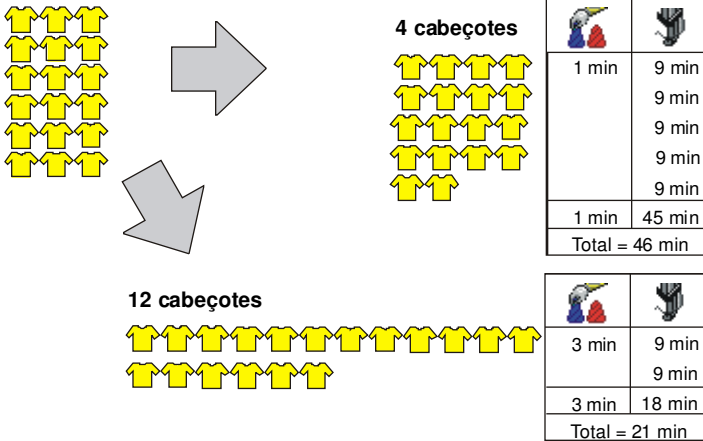 4 cabeçotes
1 min 9 min
9 min
9 min
9 min
9 min
1 min 45 min
Total = 46 min
12 cabeçotes
3 min 9 min
9 min
3 min 18 min
Total = 21 min